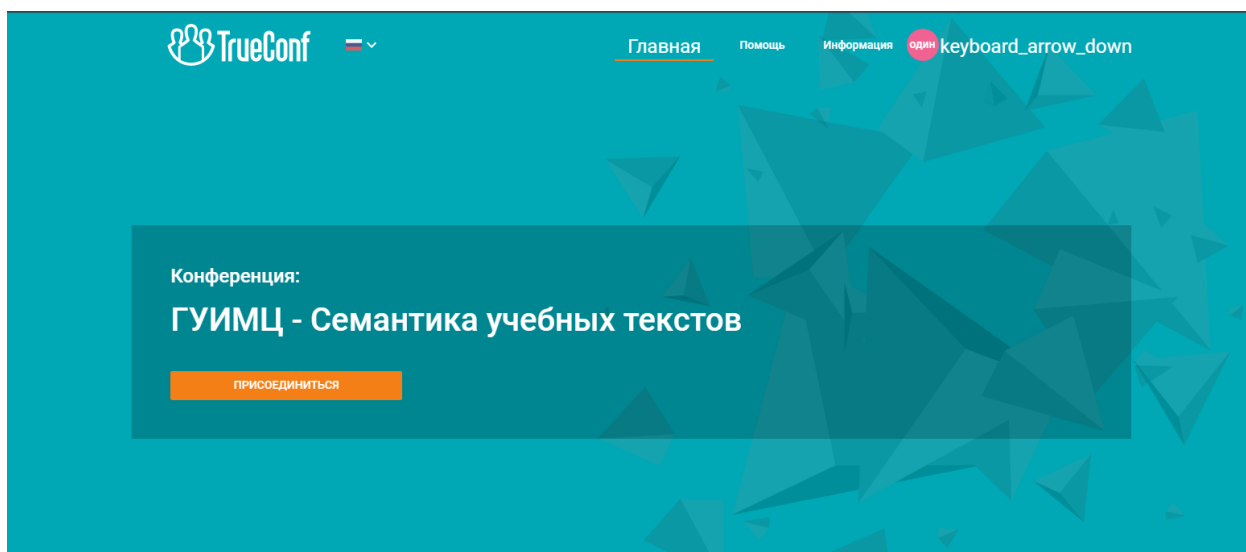 TrueConf
Главная Помощь Информация один keyboard_arrow_down
Конференция:
ГУИМЦ - Семантика учебных текстов
ПРИСОЕДИНИТЬСЯ